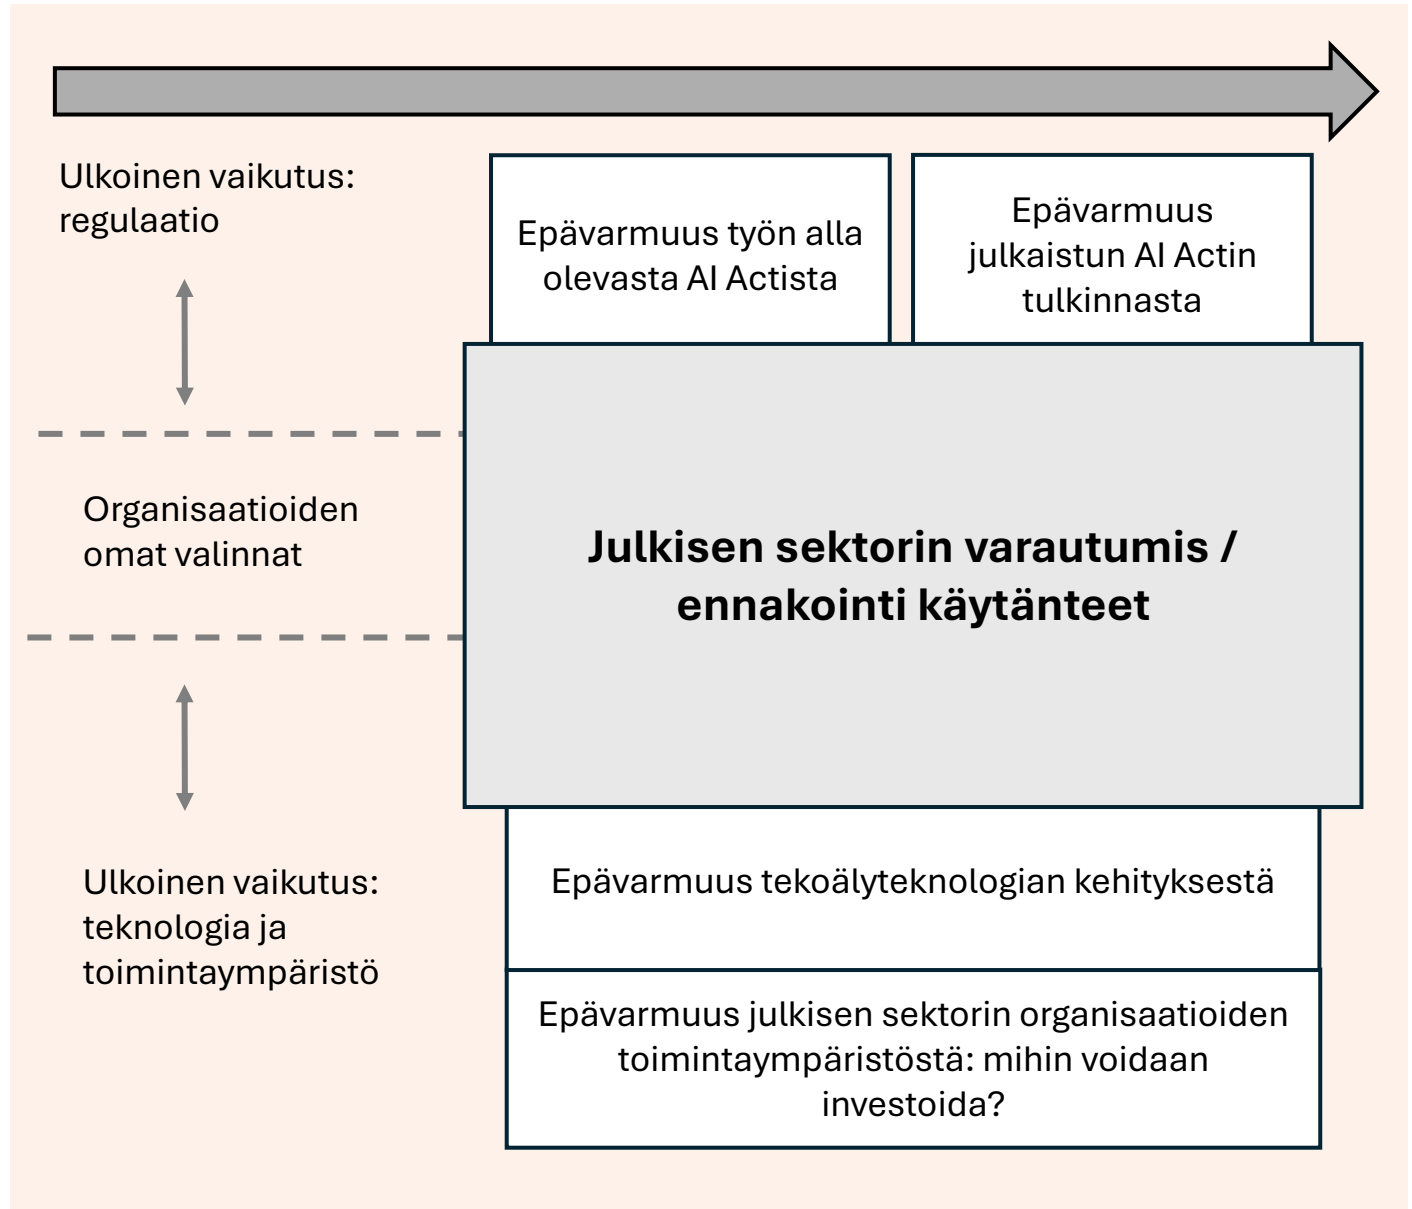 Ulkoinen vaikutus:
regulaatio
Epävarmuus työn alla
olevasta AI Actista
Epävarmuus
julkaistun AI Actin
tulkinnasta
Organisaatioiden
omat valinnat
Julkisen sektorin varautumis /
ennakointi käytänteet
Ulkoinen vaikutus:
teknologia ja
toimintaympäristö
Epävarmuus tekoälyteknologian kehityksestä
Epävarmuus julkisen sektorin organisaatioiden
toimintaympäristöstä: mihin voidaan
investoida?